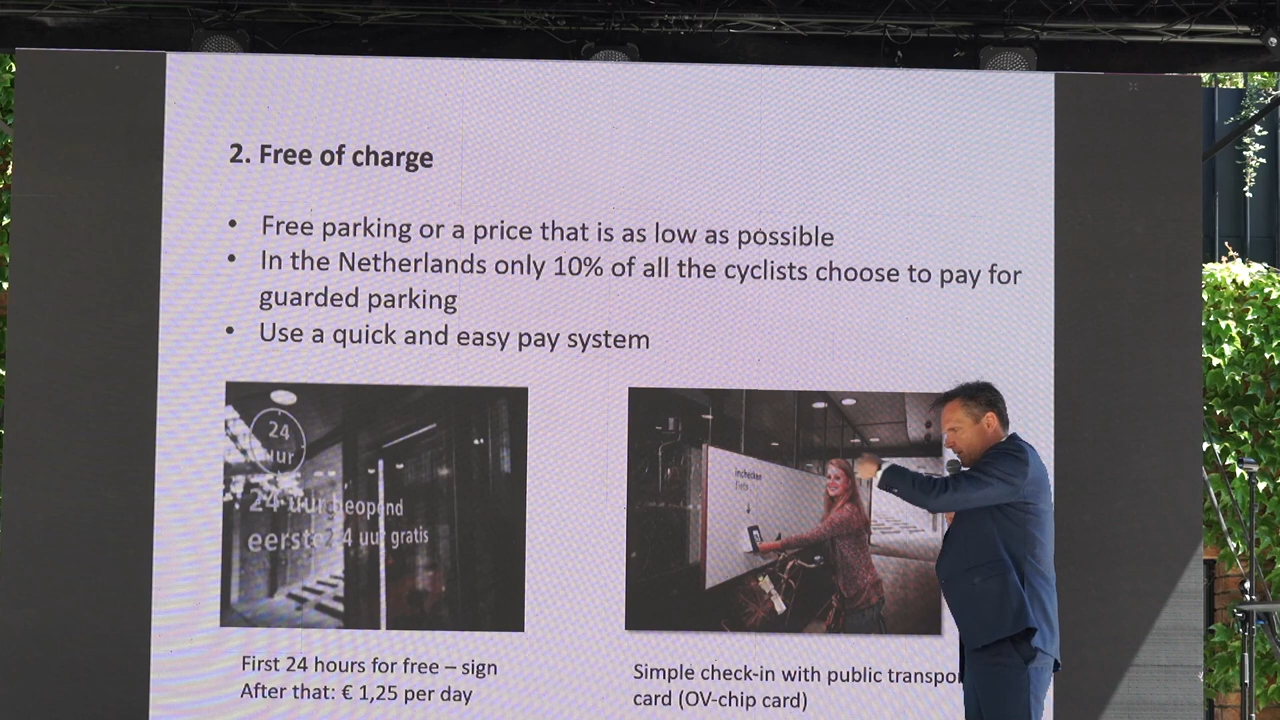 2. Free of charge
• Free parking or a price that is as low as possible
• In the Netherlands only 10% of all the cyclists choose to pay for
guarded parking
• Use a quick and easy pay system
24
uur
24 uur geopend
eerste 24 uur gratis
inchecken
fiets
First 24 hours for free – sign
After that: € 1,25 per day
Simple check-in with public transpo
card (OV-chip card)